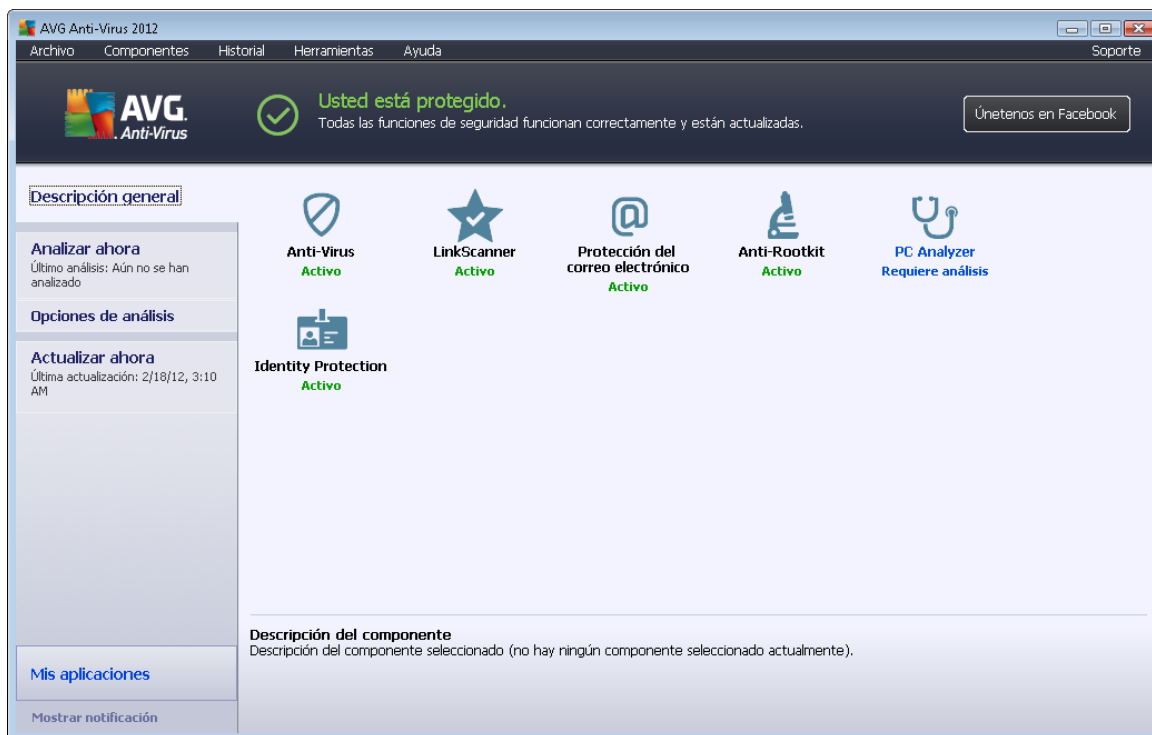 AVG Anti-Virus 2012
Archivo Componentes Historial Herramientas Ayuda Soporte
AVG.
Anti-Virus
Usted está protegido.
Todas las funciones de seguridad funcionan correctamente y están actualizadas.
Únetenos en Facebook
Descripción general
Analizar ahora
Último análisis: Aún no se han
analizado
Opciones de análisis
Actualizar ahora
Última actualización: 2/18/12, 3:10
AM
Anti-Virus
Activo
LinkScanner
Activo
Protección del
correo electrónico
Activo
Anti-Rootkit
Activo
PC Analyzer
Requiere análisis
Identity Protection
Activo
Descripción del componente
Descripción del componente seleccionado (no hay ningún componente seleccionado actualmente).
Mis aplicaciones
Mostrar notificación